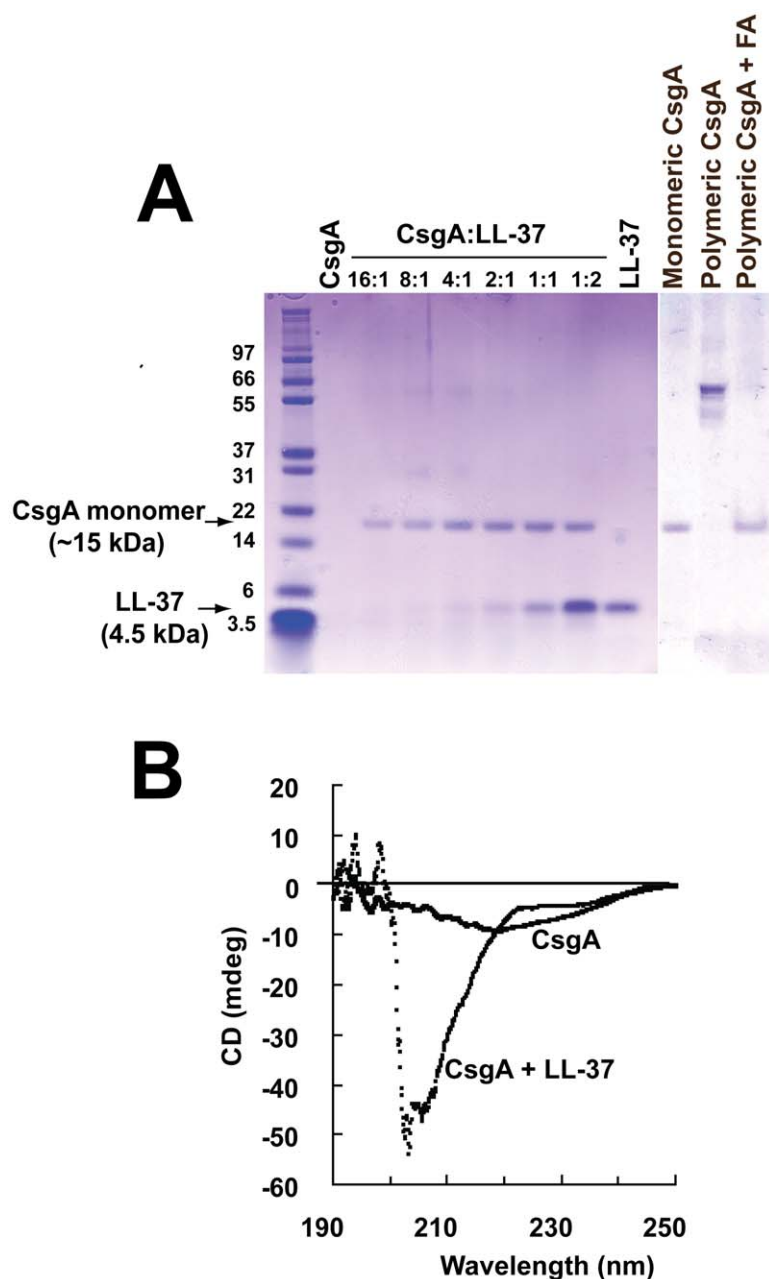 A
CsgA
CsgA:LL-37
16:1 8:1 4:1 2:1 1:1 1:2
LL-37
Monomeric CsgA
Polymeric CsgA
Polymeric CsgA + FA
97
66
55
37
31
22
14
6
3.5
CsgA monomer
(~15 kDa)
LL-37
(4.5 kDa)
B
20
10
0
-10
-20
-30
-40
-50
-60
CD (mdeg)
CsgA
CsgA + LL-37
190 210 230 250
Wavelength (nm)